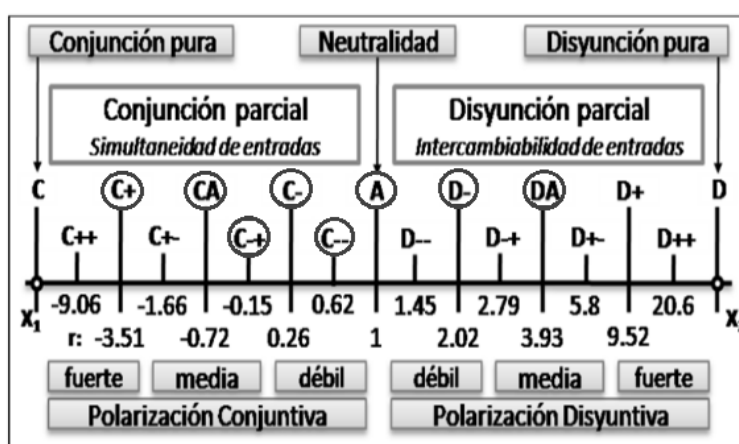 Conjunción pura Neutralidad Disyunción pura
Conjunción parcial Disyunción parcial
Simultaneidad de entradas Intercambiabilidad de entradas
C C+ CA C- A D- DA D+ D
C++ C+- C-+ C-- D-- D-+ D+- D++
-9.06 -1.66 -0.15 0.62 1.45 2.79 5.8 20.6
X1 X
r: -3.51 -0.72 0.26 1 2.02 3.93 9.52
fuerte media débil débil media fuerte
Polarización Conjuntiva Polarización Disyuntiva